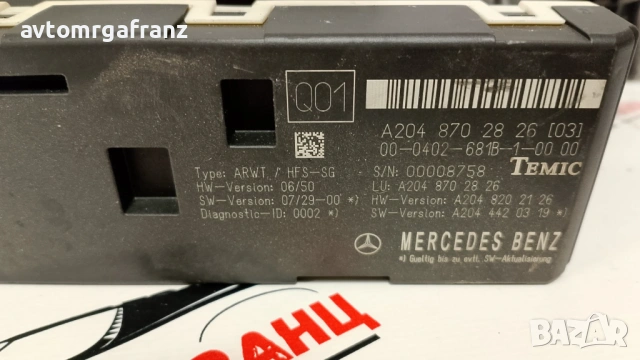 avtomrgafranz
Q01
A204 870 28 26 [03]
00-0402-681B-1-00 00
Type: ARWT / HFS-SG
S/N: 00008758 TEMIC
HW-Version: 06/50
LU: A204 870 28 26
SW-Version: 07/29-00 *)
HW-Version: A204 820 21 26
Diagnostic-ID: 0002 *)
SW-Version: A204 442 03 19 *)
MERCEDES BENZ
*) Gueltig bis zu evtl. SW-Aktualisierung
РАНЦ
BAZAR